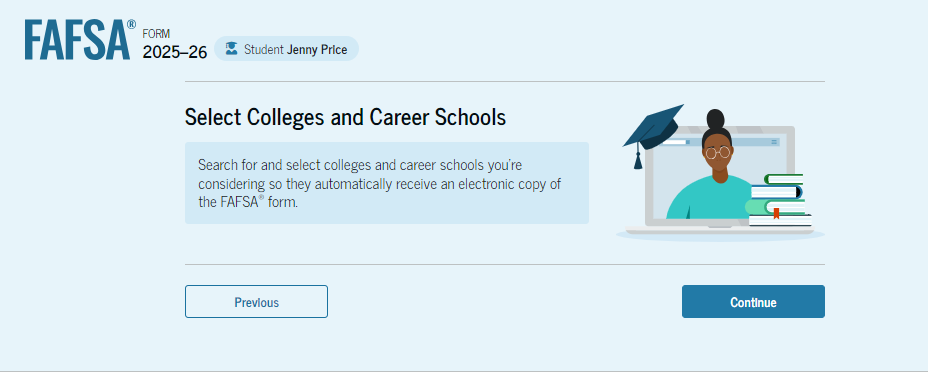 FAFSA® FORM
2025–26 Student Jenny Price
Select Colleges and Career Schools
Search for and select colleges and career schools you're
considering so they automatically receive an electronic copy of
the FAFSA® form.
Previous Continue